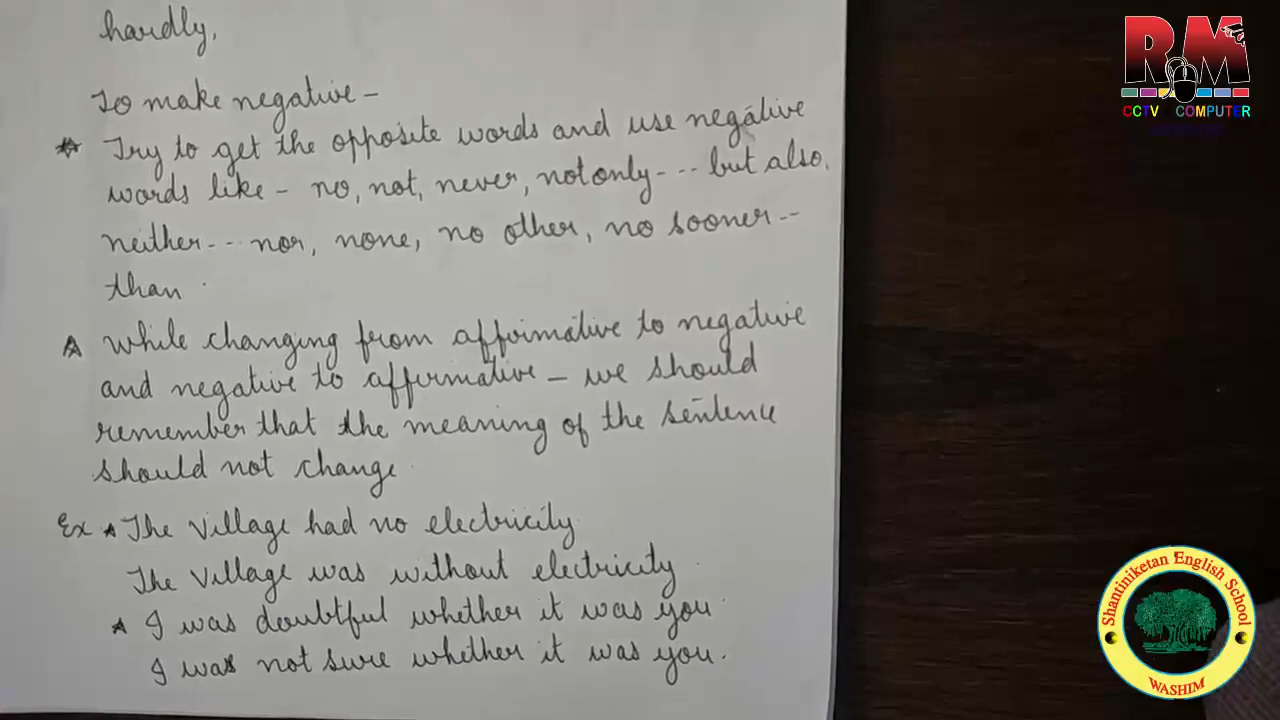 hardly,
To make negative -
Try to get the opposite words and use negative
words like - no, not, never, not only --- but also,
neither --- nor, none, no other, no sooner --
than.
While changing from affirmative to negative
and negative to affirmative - we should
remember that the meaning of the sentence
should not change.
Ex * The Village had no electricity.
The Village was without electricity.
* I was doubtful whether it was you.
I was not sure whether it was you.
RM
CCTV COMPUTER
Shantiniketan English School
WASHIM